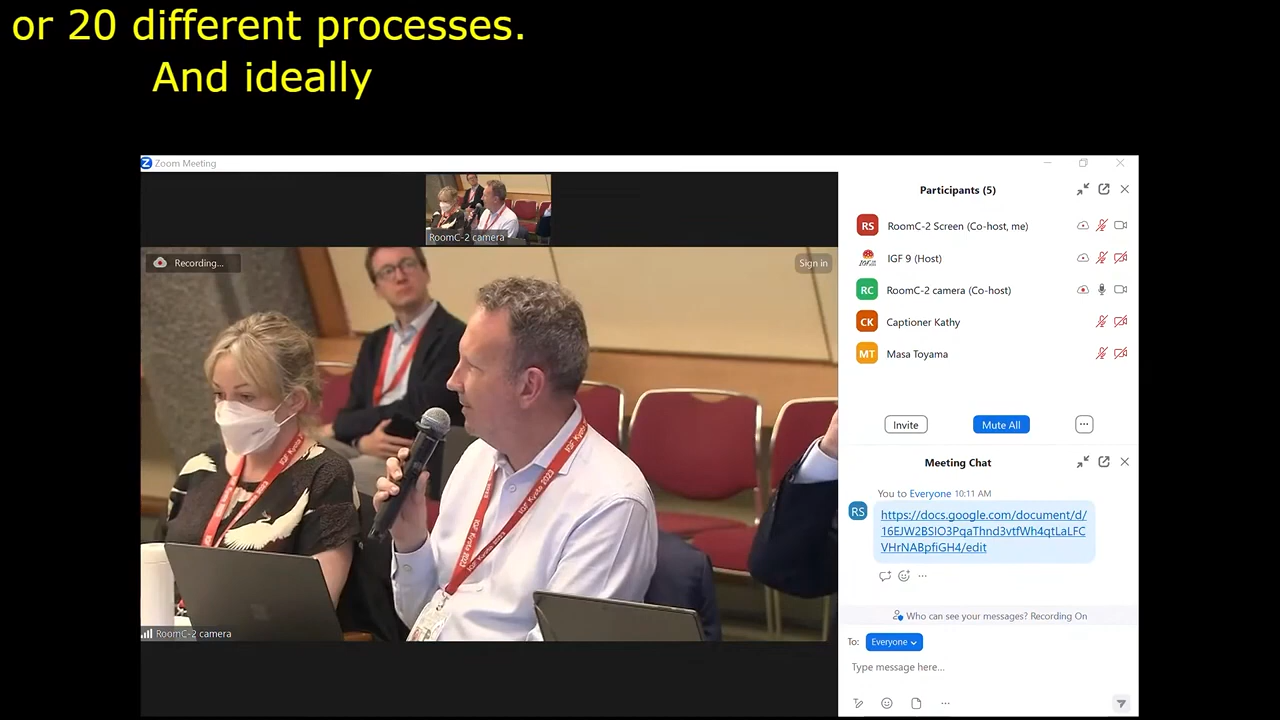 or 20 different processes.
And ideally
Zoom Meeting
RoomC-2 camera
Recording...
Sign in
RoomC-2 camera
Participants (5)
RS RoomC-2 Screen (Co-host, me)
IGF 9 (Host)
RC RoomC-2 camera (Co-host)
CK Captioner Kathy
MT Masa Toyama
Invite
Mute All
Meeting Chat
You to Everyone 10:11 AM
RS
https://docs.google.com/document/d/
16EJW2BSIO3PqaThnd3vtfWh4qtLaLFC
VHrNABpfiGH4/edit
Who can see your messages? Recording On
To: Everyone
Type message here...
IGF Kyoto 2023